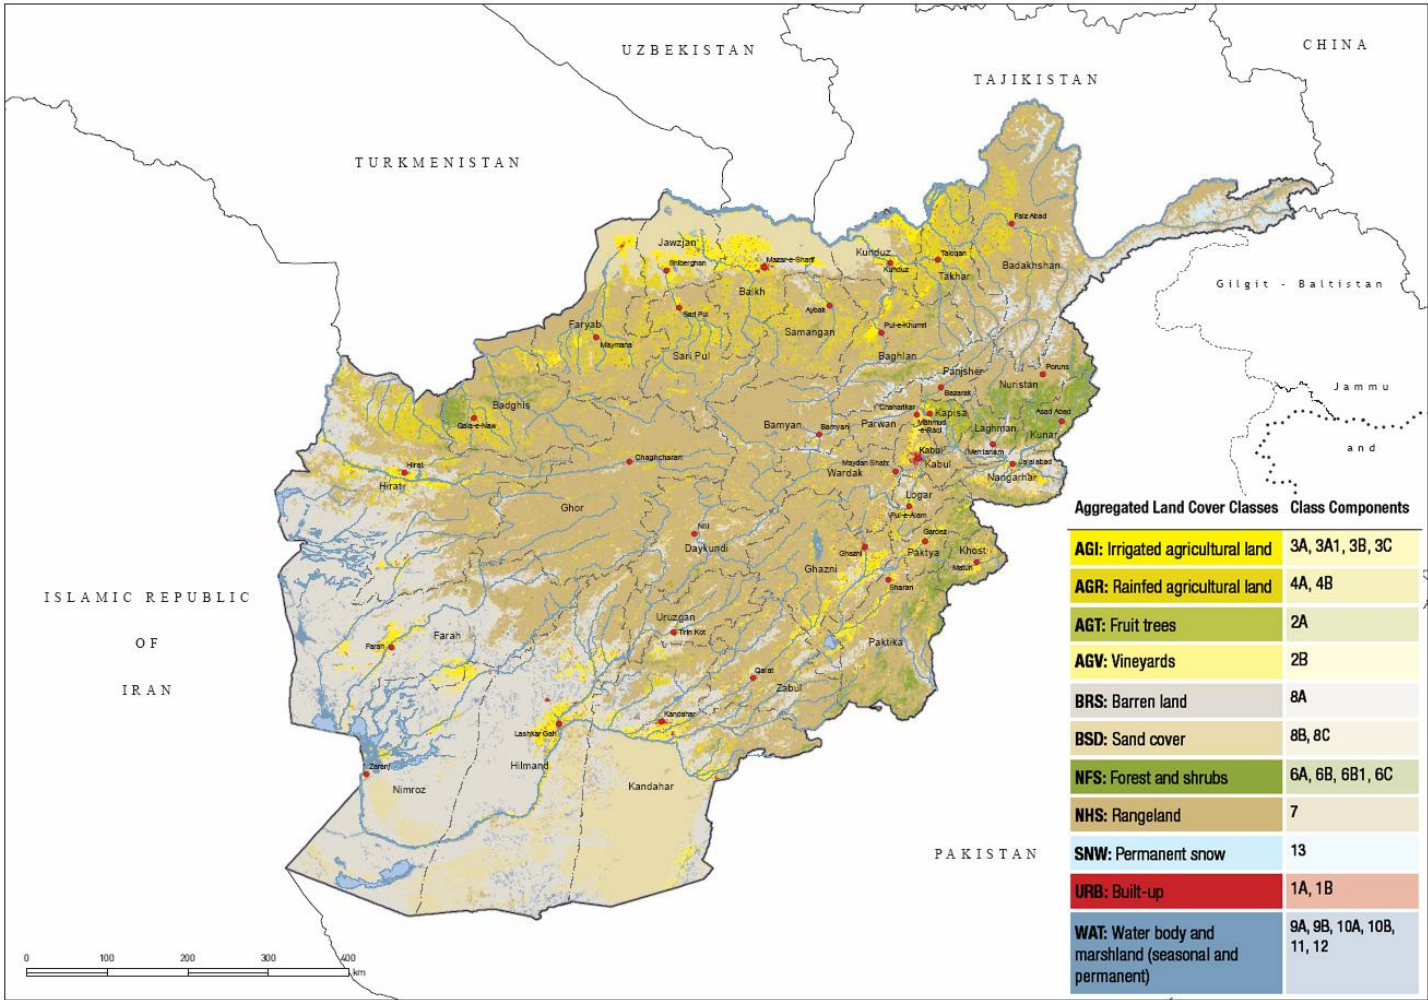 UZBEKISTAN
CHINA
TAJIKISTAN
TURKMENISTAN
Faiz Abad
Jawzjan
Kunduz
Taloqan
Mazar-e-Sharif
Shiberghan
Kunduz
Takhar
Badakhshan
Gilgit - Baltistan
Balkh
Aybak
Sari Pul
Faryab
Samangan
Pul-e-Khumri
Maymana
Sari Pul
Baghlan
Panjsher
Poruns
Nuristan
Jammu
Bazarak
Badghis
Charharikar
Kapisa
Asad Abad
Qala-e-Naw
Bamyan
Bamyan
Parwan
Mahmud
-e-Raqi
Laghman
Kunar
and
Kabul
Mehtarlam
Chaghcharan
Maydan Shahr
Kabul
Jalalabad
Hirat
Wardak
Nangarhar
Hirat
Logar
Ghor
Pul-e-Alam
Nili
Gardez
Daykundi
Ghazni
Paktya
Khost
Ghazni
Matun
Sharan
ISLAMIC REPUBLIC
OF
IRAN
Uruzgan
Farah
Trin Kot
Farah
Paktika
Qalat
Zabul
Kandahar
Lashkar Gah
Hilmand
Zaranj
Nimroz
Kandahar
PAKISTAN
Aggregated Land Cover Classes Class Components
AGI: Irrigated agricultural land 3A, 3A1, 3B, 3C
AGR: Rainfed agricultural land 4A, 4B
AGT: Fruit trees 2A
AGV: Vineyards 2B
BRS: Barren land 8A
BSD: Sand cover 8B, 8C
NFS: Forest and shrubs 6A, 6B, 6B1, 6C
NHS: Rangeland 7
SNW: Permanent snow 13
URB: Built-up 1A, 1B
WAT: Water body and 9A, 9B, 10A, 10B,
marshland (seasonal and 11, 12
permanent)
0 100 200 300 400
km